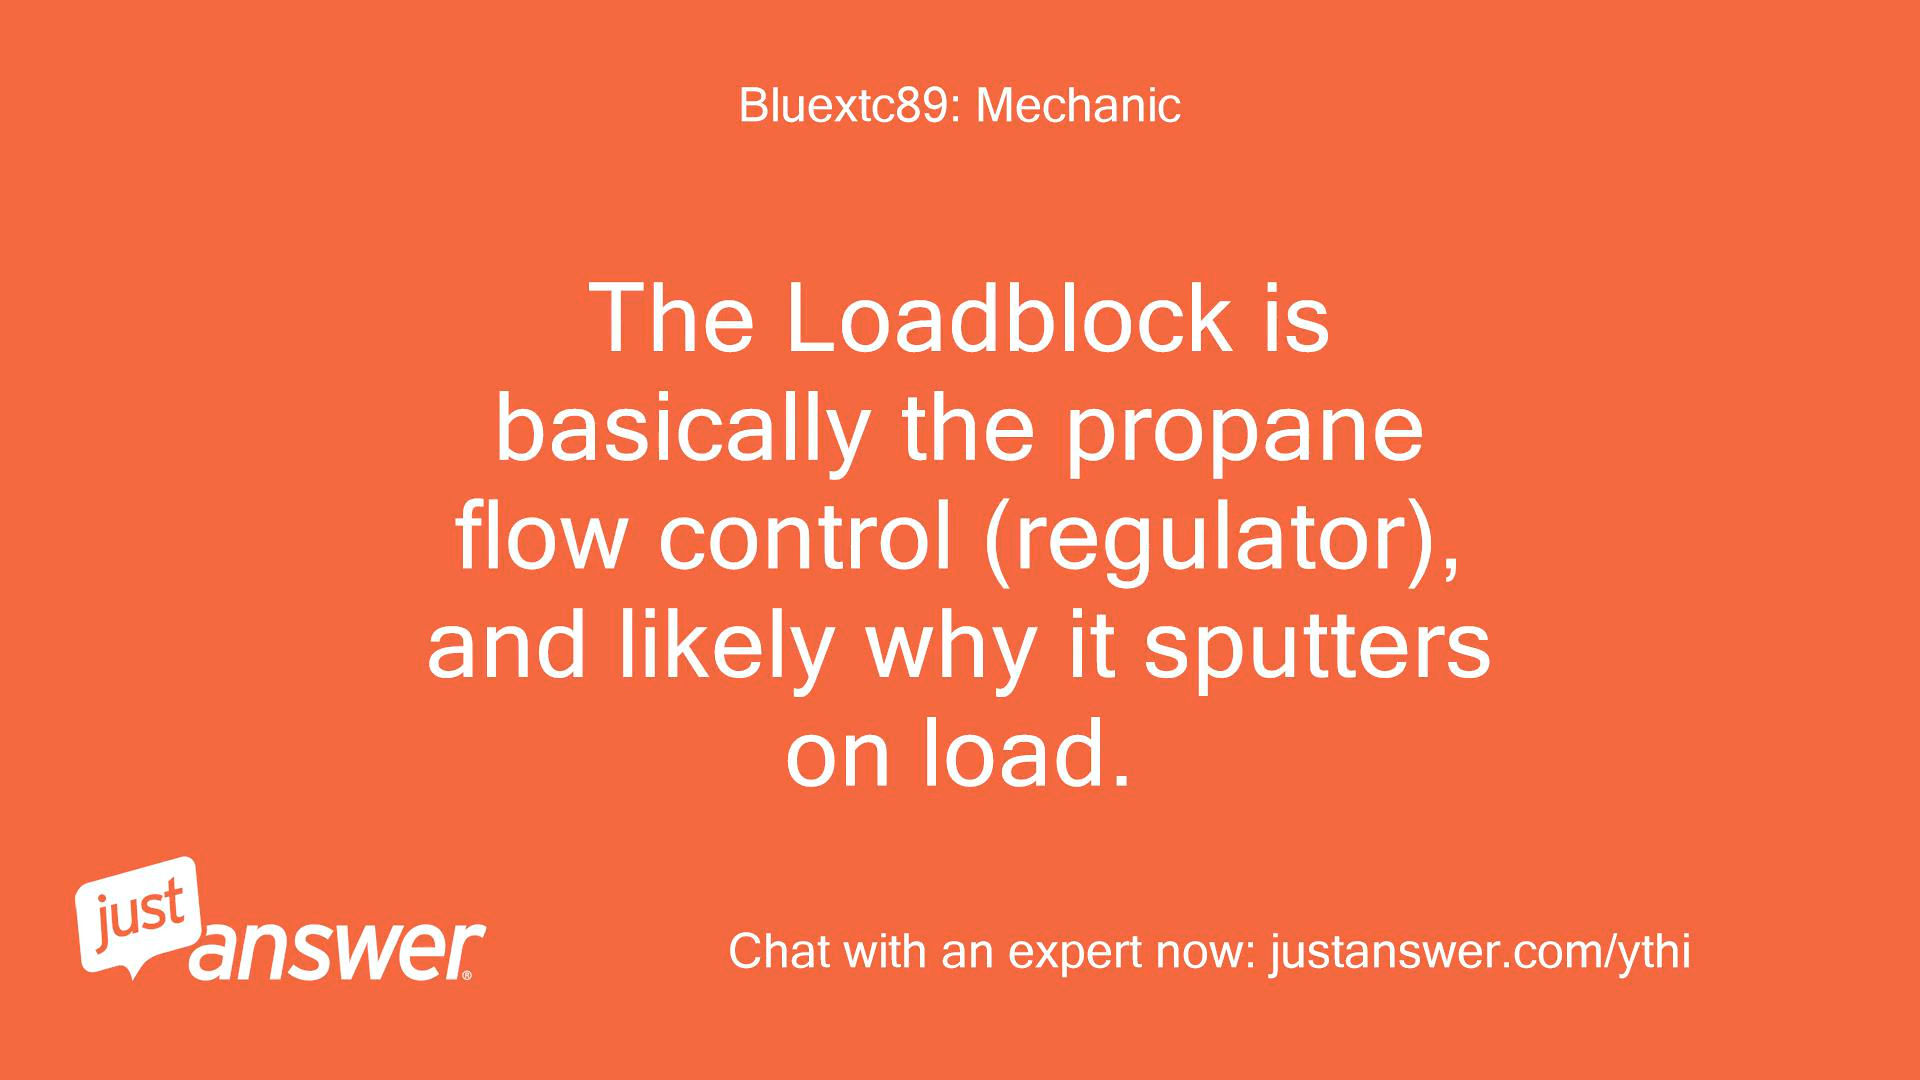 Bluextc89: Mechanic
The Loadblock is
basically the propane
flow control (regulator),
and likely why it sputters
on load.
just
answer®
Chat with an expert now: justanswer.com/ythi